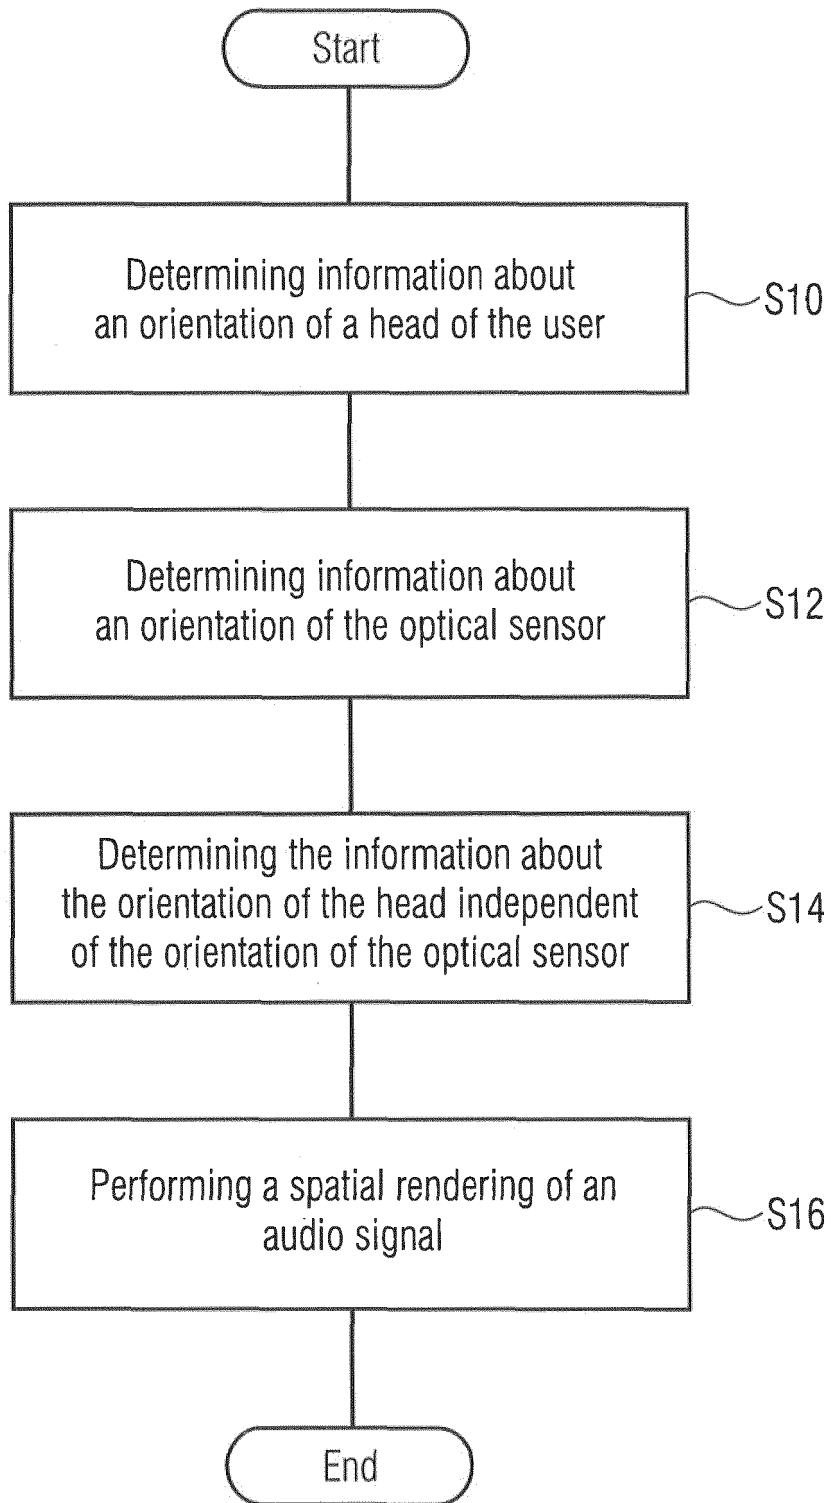 Start
Determining information about
an orientation of a head of the user
S10
Determining information about
an orientation of the optical sensor
S12
Determining the information about
the orientation of the head independent
of the orientation of the optical sensor
S14
Performing a spatial rendering of an
audio signal
S16
End